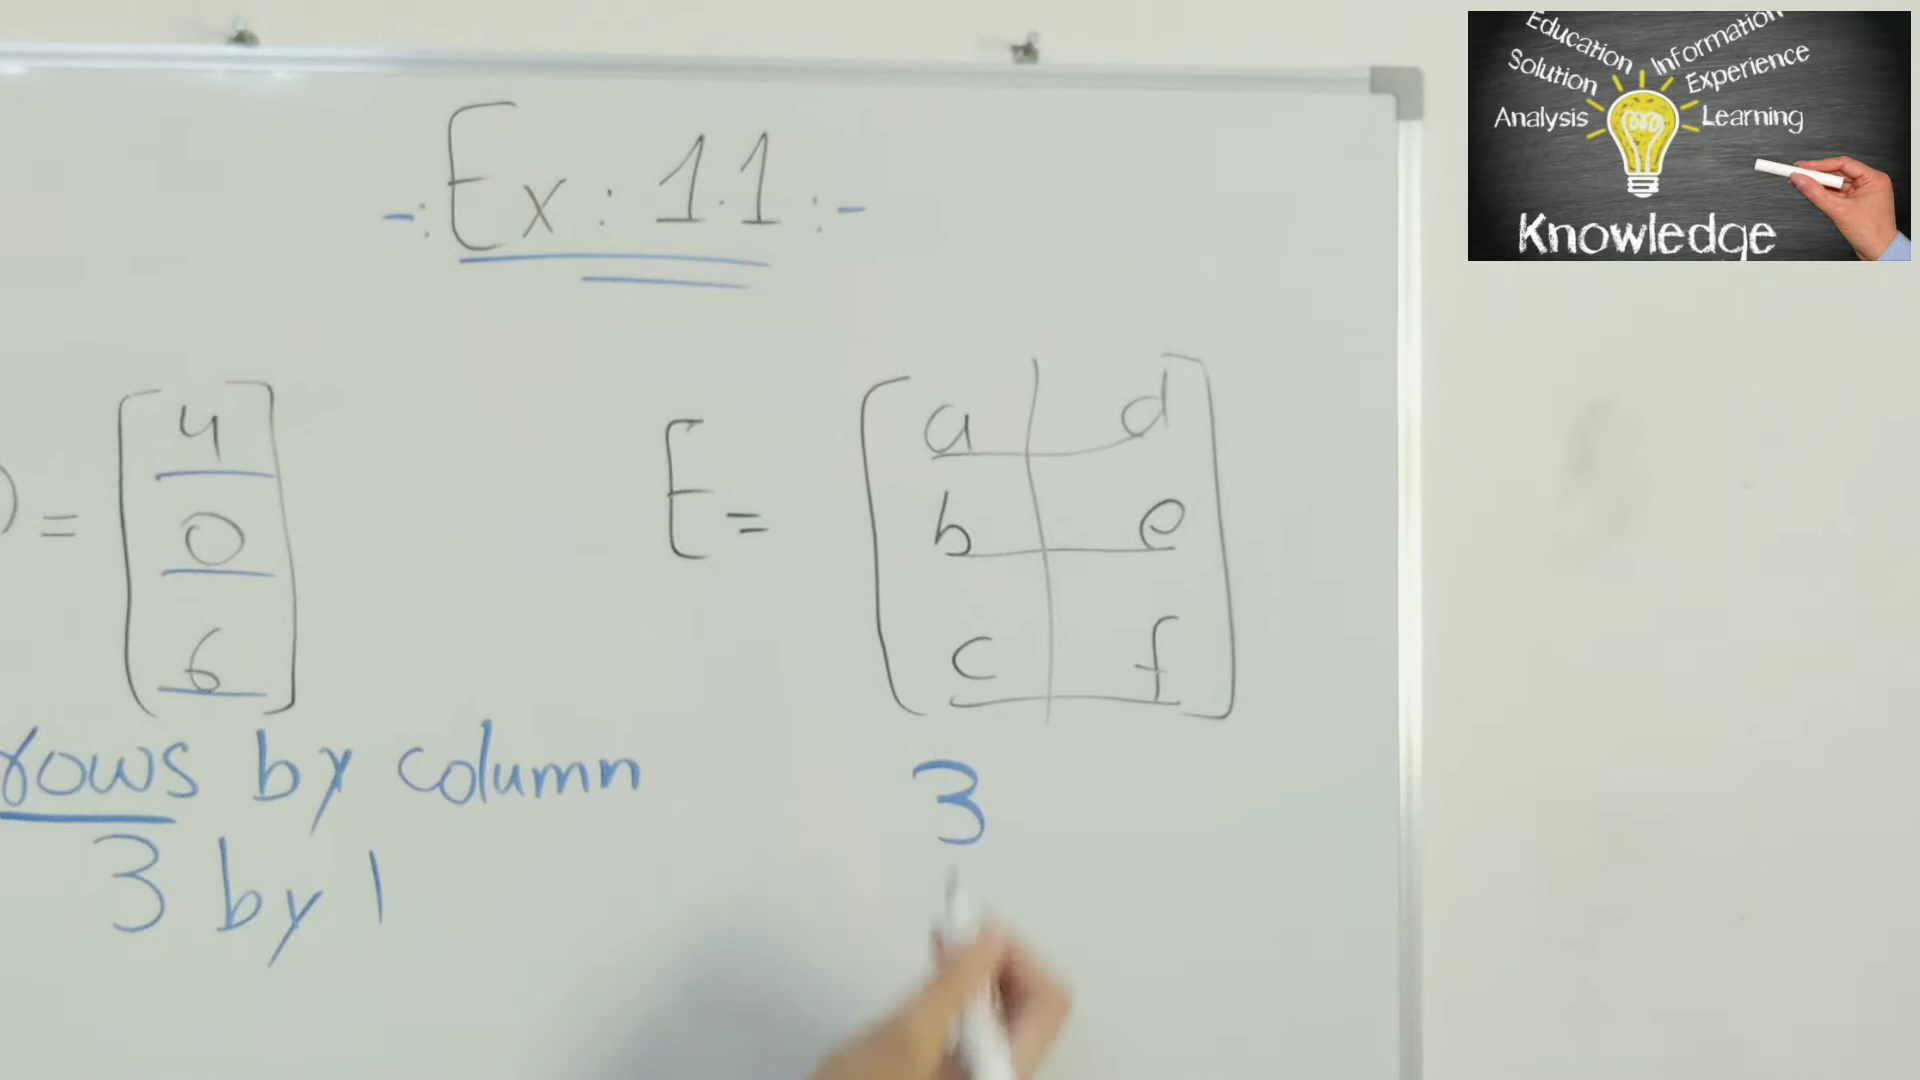 -: Ex : 1.1 :-
) = [ 4
0
6 ]
E = [ a d
b e
c f ]
rows by column
3 by 1
3
Education
Information
Solution
Experience
Analysis
Learning
Knowledge